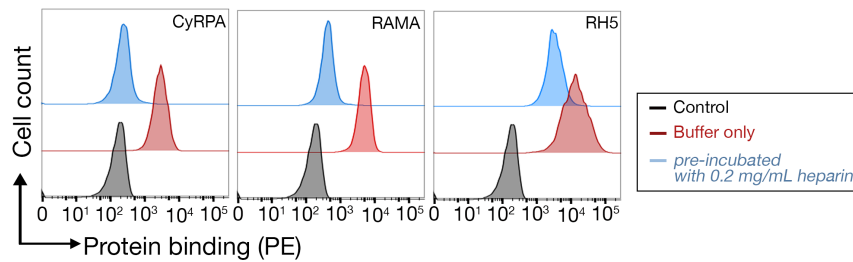 CyRPA
RAMA
RH5
Cell count
0 10¹ 10² 10³ 10⁴ 10⁵
0 10¹ 10² 10³ 10⁴ 10⁵
0 10¹ 10² 10³ 10⁴ 10⁵
Protein binding (PE)
Control
Buffer only
pre-incubated
with 0.2 mg/mL heparin